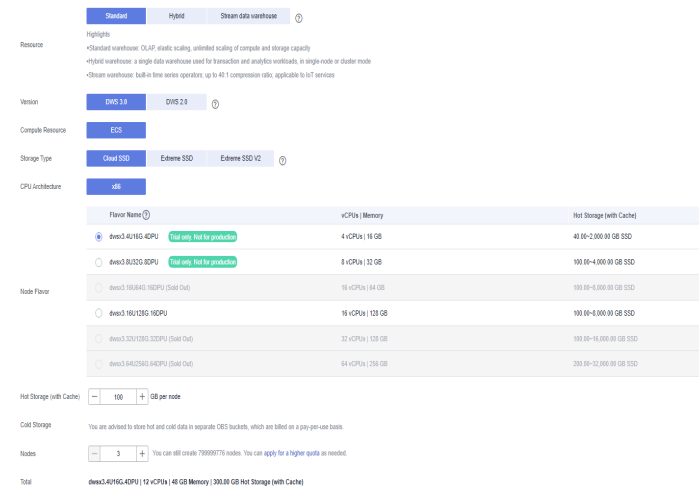 Standard Hybrid Stream data warehouse
Resource
Highlights
•Standard warehouse: OLAP, elastic scaling, unlimited scaling of compute and storage capacity
•Hybrid warehouse: a single data warehouse used for transaction and analytics workloads, in single-node or cluster mode
•Stream warehouse: built-in time series operators, up to 40:1 compression ratio; applicable to IoT services
Version DWS 3.0 DWS 2.0
Compute Resource ECS
Storage Type Cloud SSD Extreme SSD Extreme SSD V2
CPU Architecture x86
Flavor Name vCPUs | Memory Hot Storage (with Cache)
dwsx3.4U16G.4DPU Trial only. Not for production 4 vCPUs | 16 GB 40.00~2,000.00 GB SSD
dwsx3.8U32G.8DPU Trial only. Not for production 8 vCPUs | 32 GB 100.00~4,000.00 GB SSD
Node Flavor
dwsx3.16U64G.16DPU (Sold Out) 16 vCPUs | 64 GB 100.00~8,000.00 GB SSD
dwsx3.16U128G.16DPU 16 vCPUs | 128 GB 100.00~8,000.00 GB SSD
dwsx3.32U128G.32DPU (Sold Out) 32 vCPUs | 128 GB 100.00~16,000.00 GB SSD
dwsx3.64U256G.64DPU (Sold Out) 64 vCPUs | 256 GB 200.00~32,000.00 GB SSD
Hot Storage (with Cache) − 100 + GB per node
Cold Storage You are advised to store hot and cold data in separate OBS buckets, which are billed on a pay-per-use basis.
Nodes − 3 + You can still create 799999776 nodes. You can apply for a higher quota as needed.
Total dwsx3.4U16G.4DPU | 12 vCPUs | 48 GB Memory | 300.00 GB Hot Storage (with Cache)